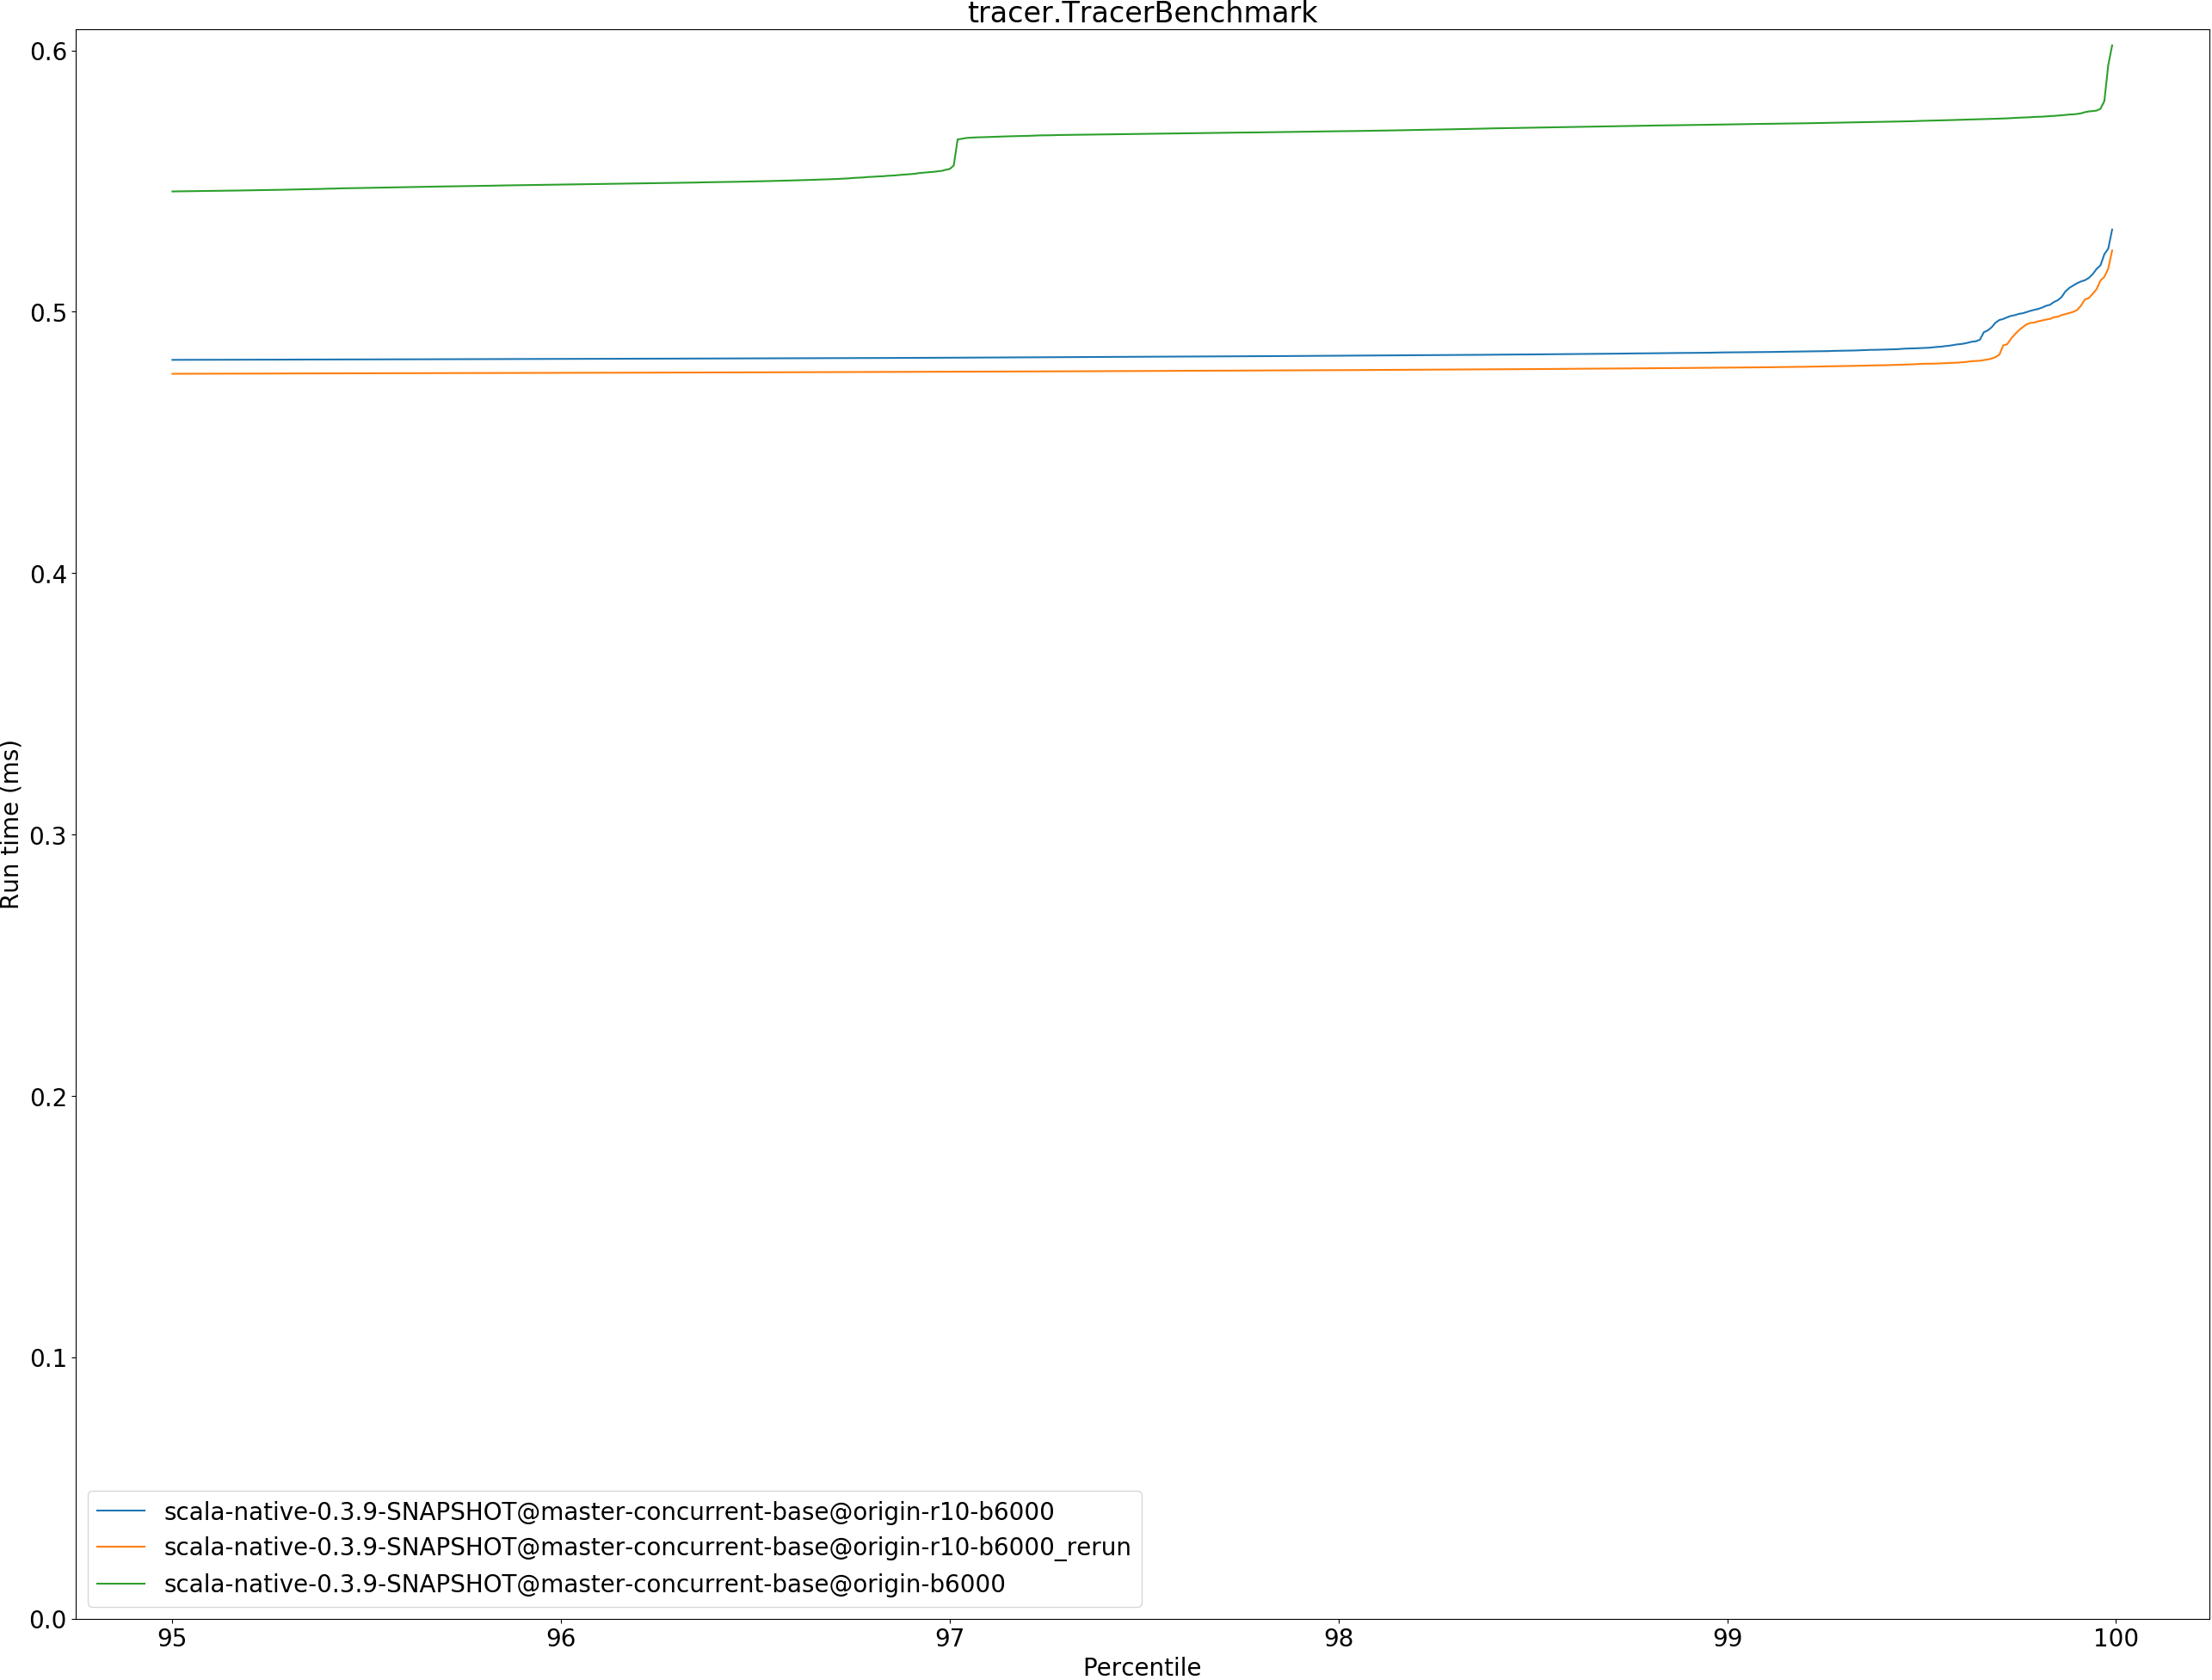 tracer.TracerBenchmark
0.6
0.5
0.4
0.3
0.2
0.1
0.0
Run time (ms)
scala-native-0.3.9-SNAPSHOT@master-concurrent-base@origin-r10-b6000
scala-native-0.3.9-SNAPSHOT@master-concurrent-base@origin-r10-b6000_rerun
scala-native-0.3.9-SNAPSHOT@master-concurrent-base@origin-b6000
95 96 97 98 99 100
Percentile